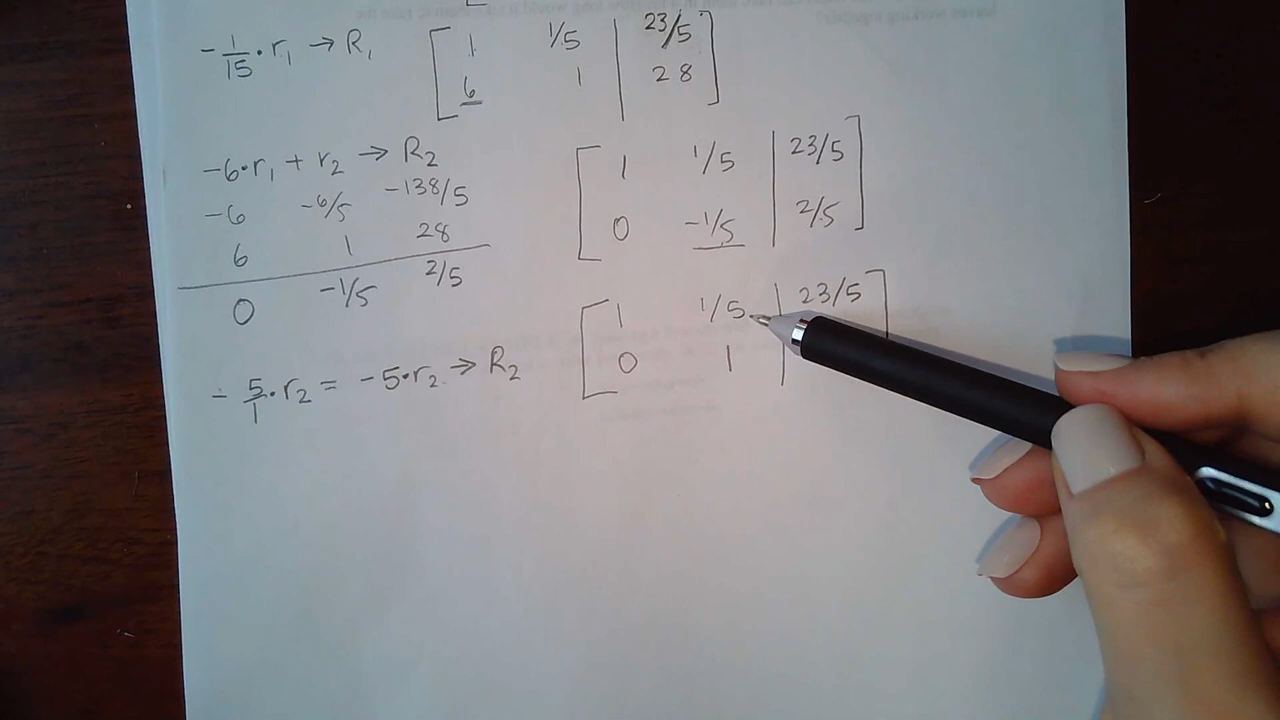 -1/15 · r₁ → R₁ [ 1 1/5 | 23/5 ]
[ 6 1 | 28 ]
-6·r₁ + r₂ → R₂ [ 1 1/5 | 23/5 ]
-6 -6/5 -138/5 [ 0 -1/5 | 2/5 ]
6 1 28
0 -1/5 2/5
[ 1 1/5 | 23/5 ]
- 5/1 · r₂ = -5·r₂ → R₂ [ 0 1 |